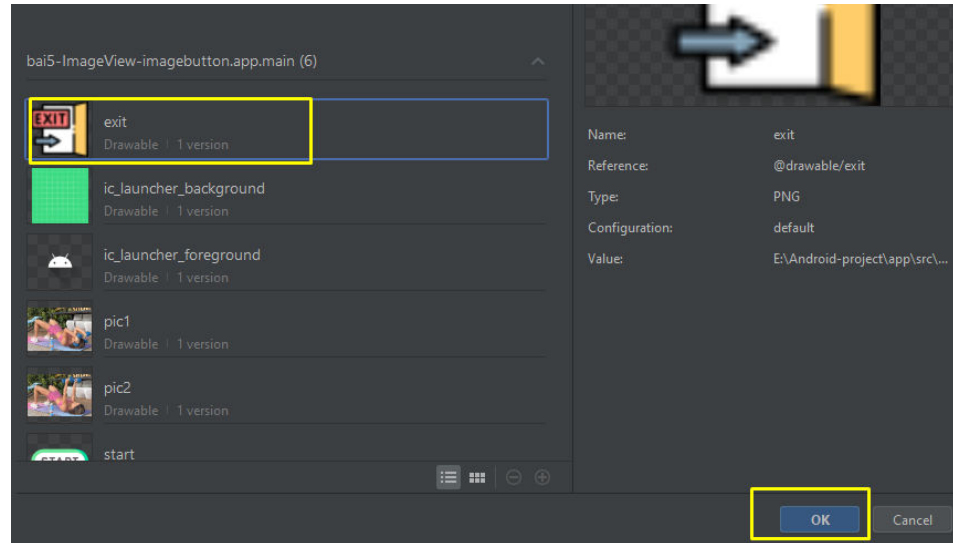 bai5-ImageView-imagebutton.app.main (6)
EXIT
exit
Drawable | 1 version
ic_launcher_background
Drawable | 1 version
ic_launcher_foreground
Drawable | 1 version
pic1
Drawable | 1 version
pic2
Drawable | 1 version
START
start
Name: exit
Reference: @drawable/exit
Type: PNG
Configuration: default
Value: E:\Android-project\app\src\...
OK
Cancel